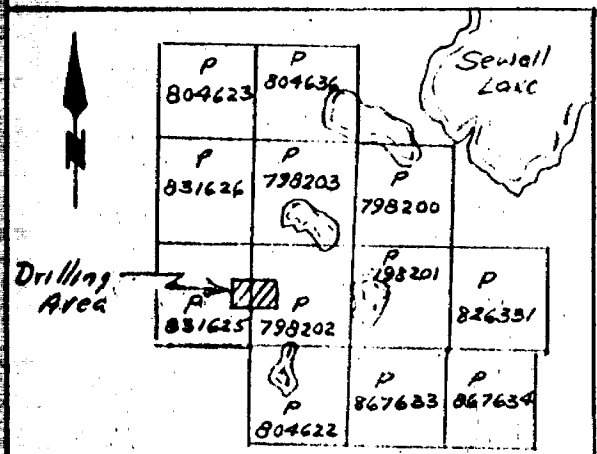 N
Sewall
Lake
P
804623
P
804636
P
831626
P
798203
P
798200
Drilling
Area
P
831625
P
798202
P
798201
P
826331
P
804622
P
867633
P
867634